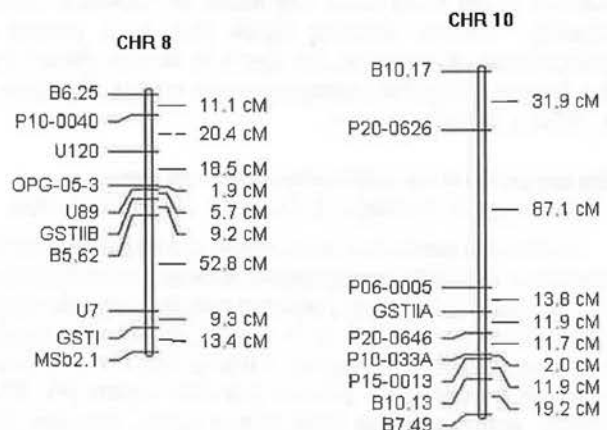 CHR 8
B6.25
11.1 cM
P10-0040
20.4 cM
U120
18.5 cM
OPG-05-3
1.9 cM
U89
5.7 cM
GSTIIB
9.2 cM
B5.62
52.8 cM
U7
9.3 cM
GSTI
13.4 cM
MSb2.1
CHR 10
B10.17
31.9 cM
P20-0626
87.1 cM
P06-0005
13.8 cM
GSTIIA
11.9 cM
P20-0646
11.7 cM
P10-033A
2.0 cM
P15-0013
11.9 cM
B10.13
19.2 cM
B7.49